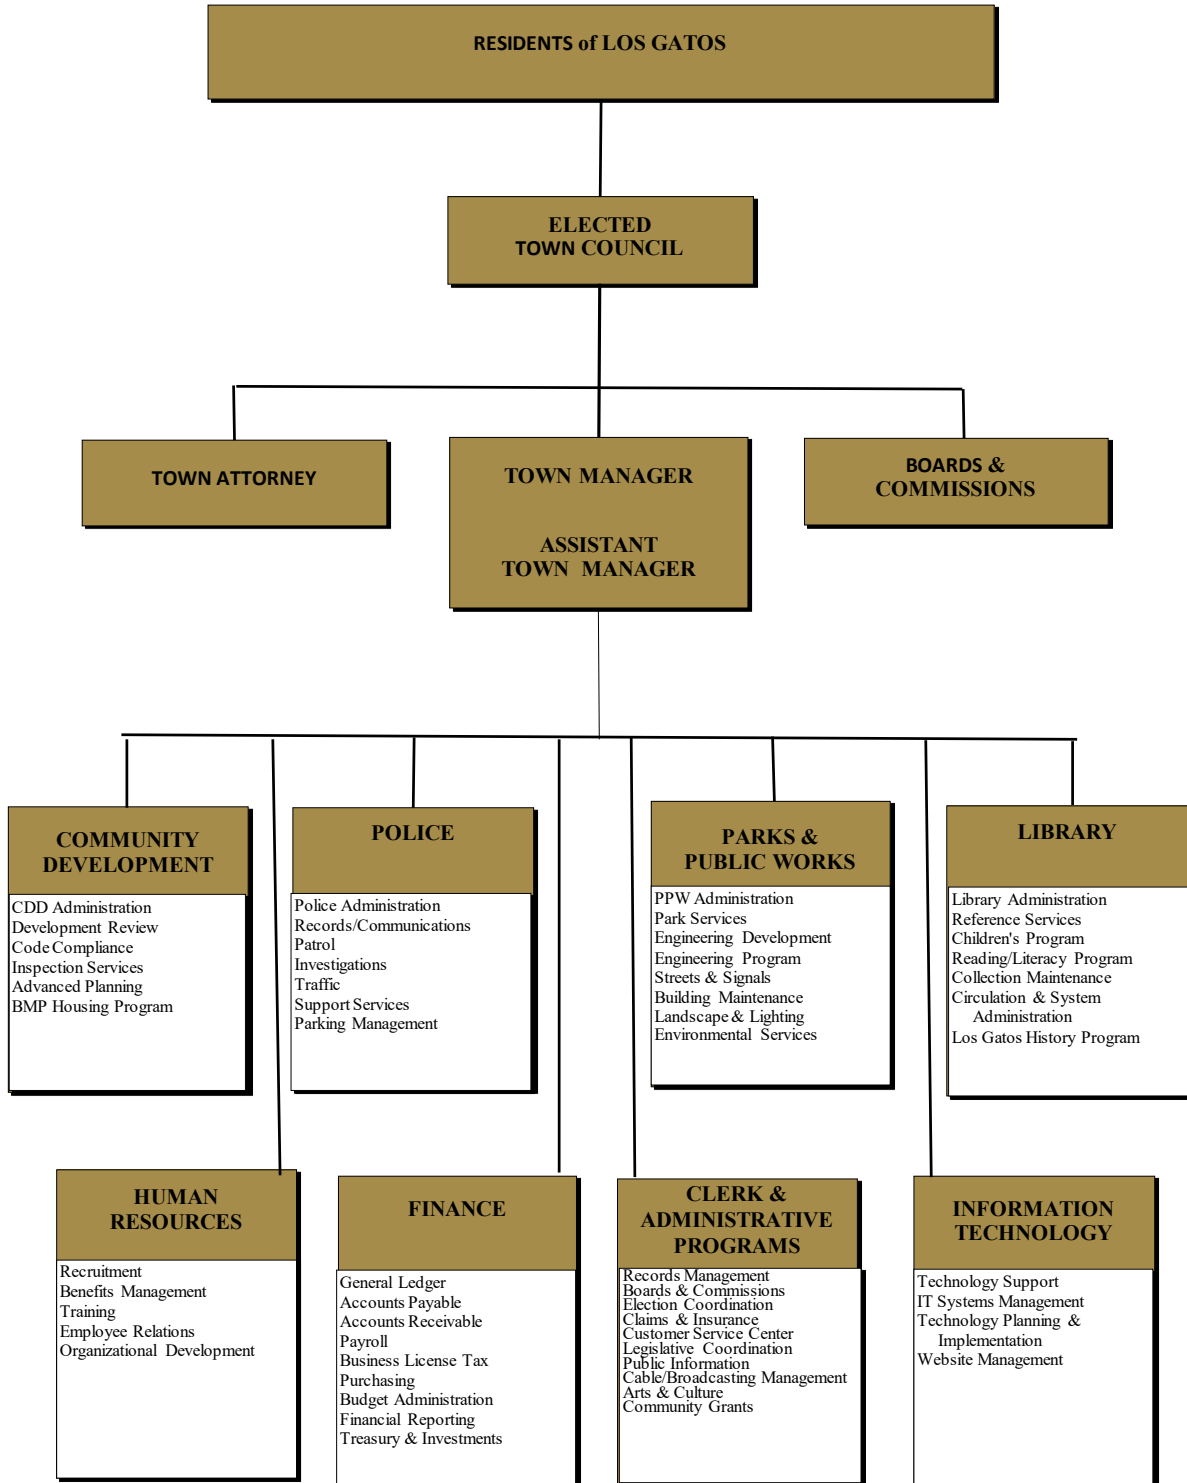 RESIDENTS of LOS GATOS
ELECTED
TOWN COUNCIL
TOWN ATTORNEY
TOWN MANAGER
ASSISTANT
TOWN MANAGER
BOARDS &
COMMISSIONS
COMMUNITY
DEVELOPMENT
CDD Administration
Development Review
Code Compliance
Inspection Services
Advanced Planning
BMP Housing Program
POLICE
Police Administration
Records/Communications
Patrol
Investigations
Traffic
Support Services
Parking Management
PARKS &
PUBLIC WORKS
PPW Administration
Park Services
Engineering Development
Engineering Program
Streets & Signals
Building Maintenance
Landscape & Lighting
Environmental Services
LIBRARY
Library Administration
Reference Services
Children's Program
Reading/Literacy Program
Collection Maintenance
Circulation & System
Administration
Los Gatos History Program
HUMAN
RESOURCES
Recruitment
Benefits Management
Training
Employee Relations
Organizational Development
FINANCE
General Ledger
Accounts Payable
Accounts Receivable
Payroll
Business License Tax
Purchasing
Budget Administration
Financial Reporting
Treasury & Investments
CLERK &
ADMINISTRATIVE
PROGRAMS
Records Management
Boards & Commissions
Election Coordination
Claims & Insurance
Customer Service Center
Legislative Coordination
Public Information
Cable/Broadcasting Management
Arts & Culture
Community Grants
INFORMATION
TECHNOLOGY
Technology Support
IT Systems Management
Technology Planning &
Implementation
Website Management